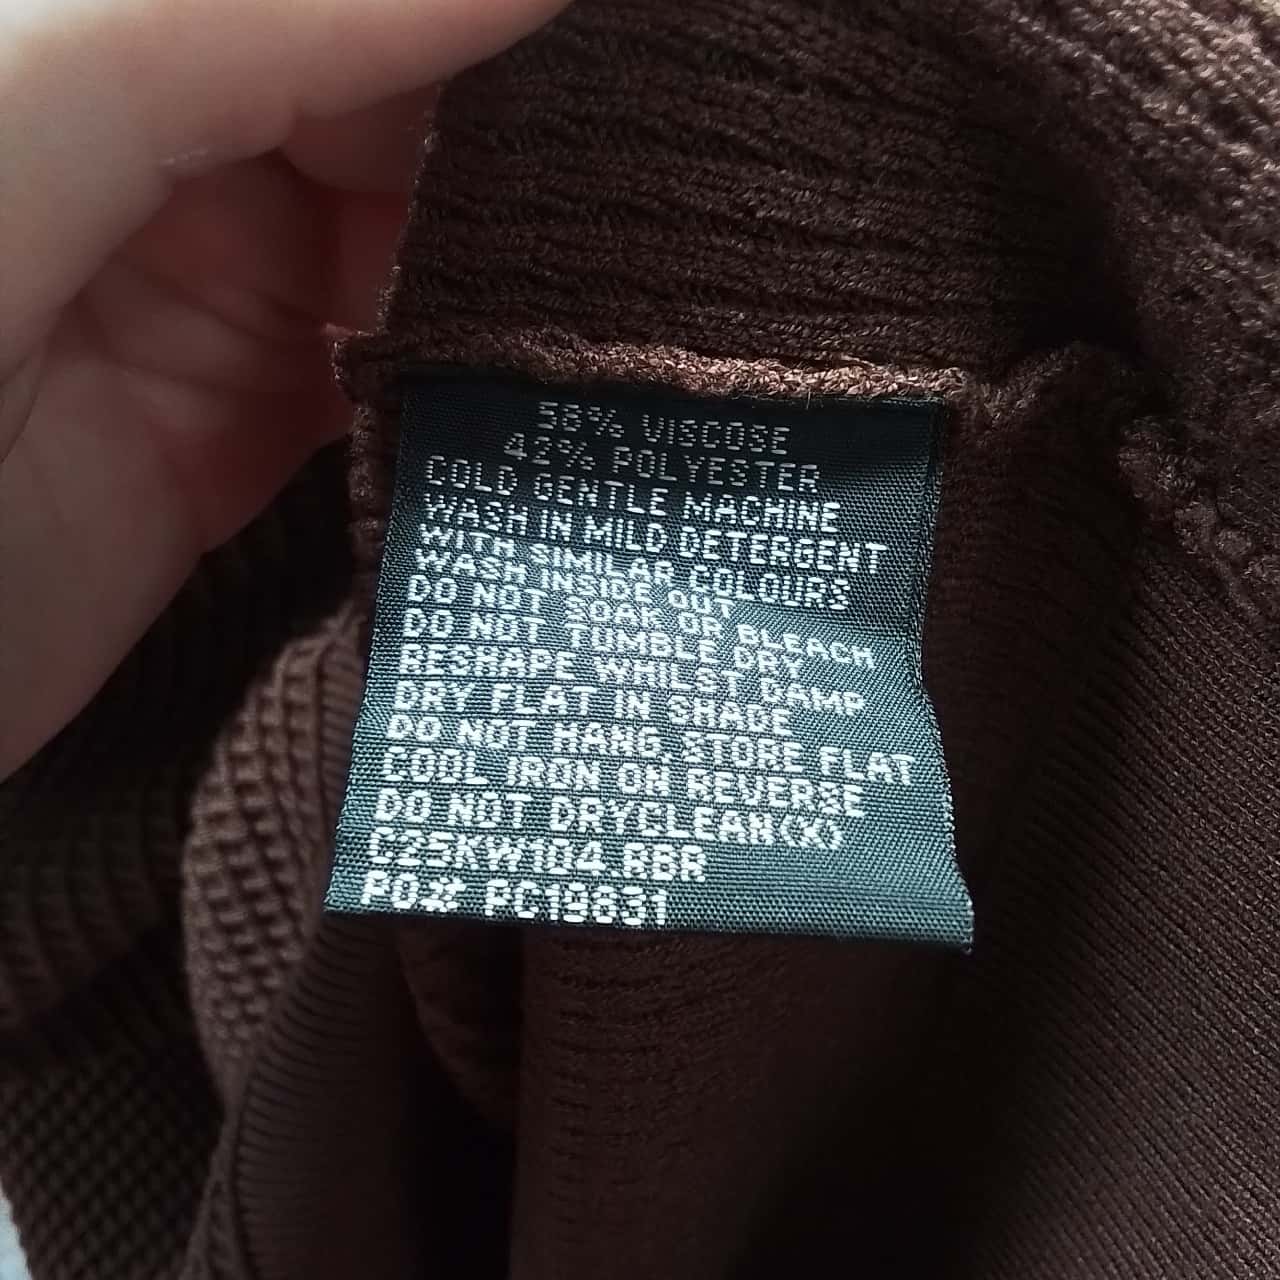 58% VISCOSE
42% POLYESTER
COLD GENTLE MACHINE
WASH IN MILD DETERGENT
WITH SIMILAR COLOURS
WASH INSIDE OUT
DO NOT SOAK OR BLEACH
DO NOT TUMBLE DRY
RESHAPE WHILST DAMP
DRY FLAT IN SHADE
DO NOT HANG, STORE FLAT
COOL IRON ON REVERSE
DO NOT DRYCLEAN(X)
C25KW104.RBR
PO# PC19831